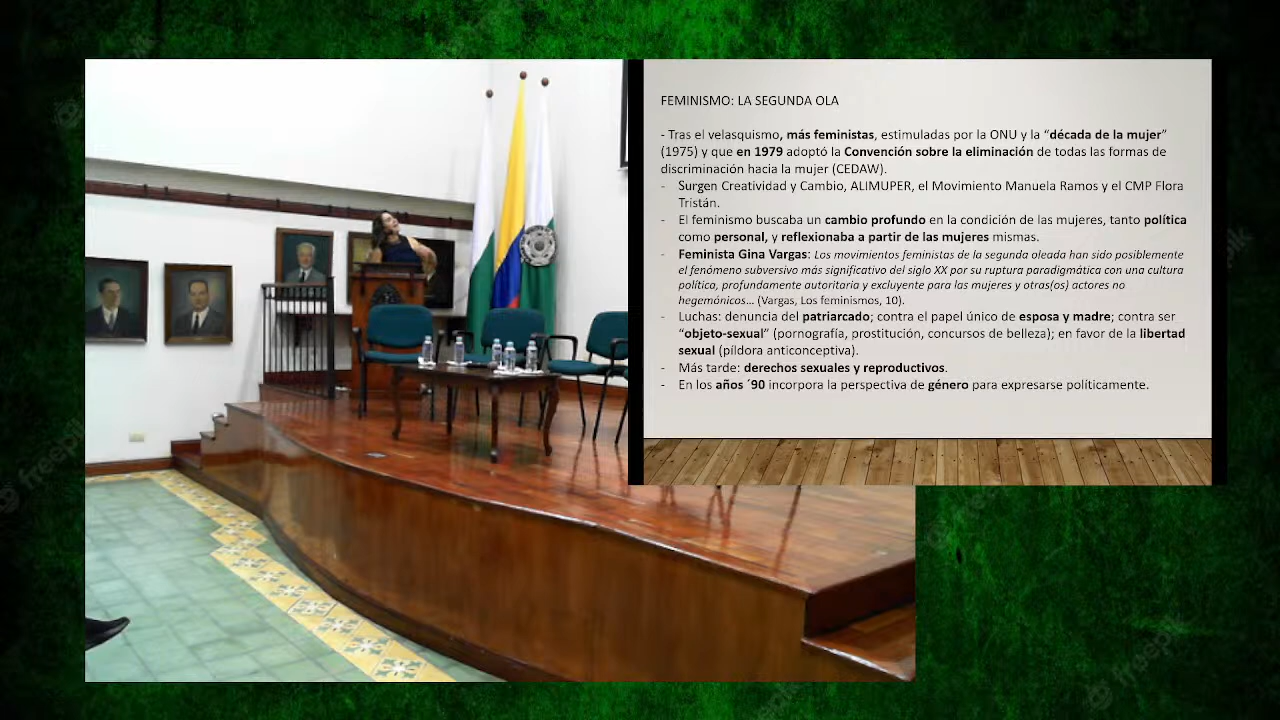 FEMINISMO: LA SEGUNDA OLA
- Tras el velasquismo, más feministas, estimuladas por la ONU y la “década de la mujer”
(1975) y que en 1979 adoptó la Convención sobre la eliminación de todas las formas de
discriminación hacia la mujer (CEDAW).
- Surgen Creatividad y Cambio, ALIMUPER, el Movimiento Manuela Ramos y el CMP Flora
Tristán.
- El feminismo buscaba un cambio profundo en la condición de las mujeres, tanto política
como personal, y reflexionaba a partir de las mujeres mismas.
- Feminista Gina Vargas: Los movimientos feministas de la segunda oleada han sido posiblemente
el fenómeno subversivo más significativo del siglo XX por su ruptura paradigmática con una cultura
política, profundamente autoritaria y excluyente para las mujeres y otras(os) actores no
hegemónicos... (Vargas, Los feminismos, 10).
- Luchas: denuncia del patriarcado; contra el papel único de esposa y madre; contra ser
“objeto-sexual” (pornografía, prostitución, concursos de belleza); en favor de la libertad
sexual (píldora anticonceptiva).
- Más tarde: derechos sexuales y reproductivos.
- En los años ´90 incorpora la perspectiva de género para expresarse políticamente.
freepik
freepik